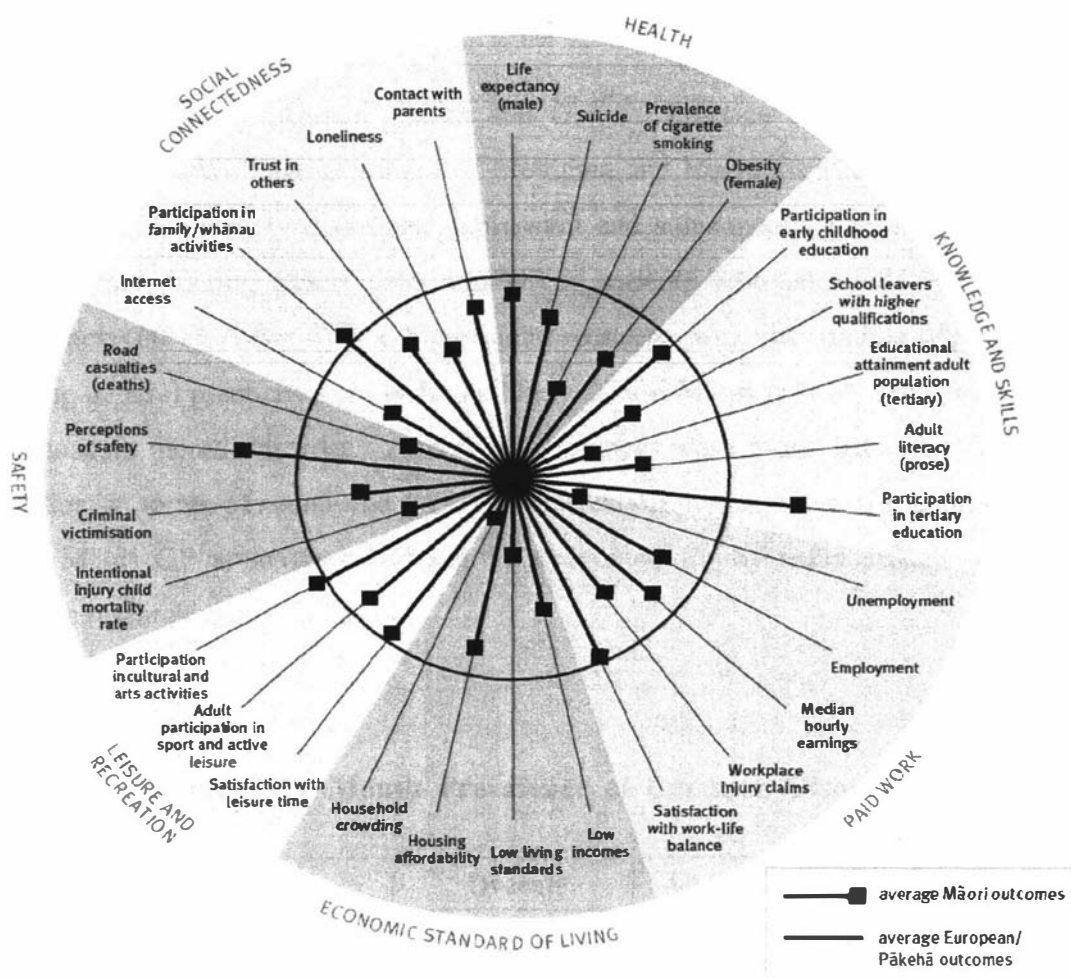 HEALTH
Life
expectancy
(male)
Suicide
Prevalence
of cigarette
smoking
Obesity
(female)
KNOWLEDGE AND SKILLS
Participation in
early childhood
education
School leavers
with higher
qualifications
Educational
attainment adult
population
(tertiary)
Adult
literacy
(prose)
Participation
in tertiary
education
PAID WORK
Unemployment
Employment
Median
hourly
earnings
Workplace
injury claims
Satisfaction
with work-life
balance
ECONOMIC STANDARD OF LIVING
Low
incomes
Low living
standards
Housing
affordability
Household
crowding
LEISURE AND
RECREATION
Satisfaction with
leisure time
Adult
participation in
sport and active
leisure
Participation
in cultural and
arts activities
SAFETY
Intentional
injury child
mortality
rate
Criminal
victimisation
Perceptions
of safety
Road
casualties
(deaths)
SOCIAL
CONNECTEDNESS
Internet
access
Participation in
family/whānau
activities
Trust in
others
Loneliness
Contact with
parents
average Māori outcomes
average European/
Pākehā outcomes